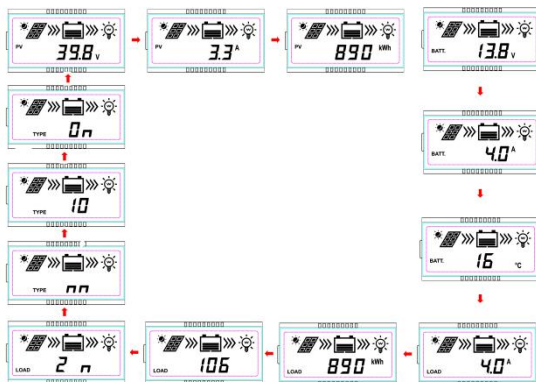 PV 39.8 V
PV 3.3 A
PV 890 kWh
BATT. 13.8 V
BATT. 4.0 A
BATT. 16 °C
LOAD 4.0 A
LOAD 890 kWh
LOAD 106
LOAD 2 n
TYPE nn
TYPE 10
TYPE 0n